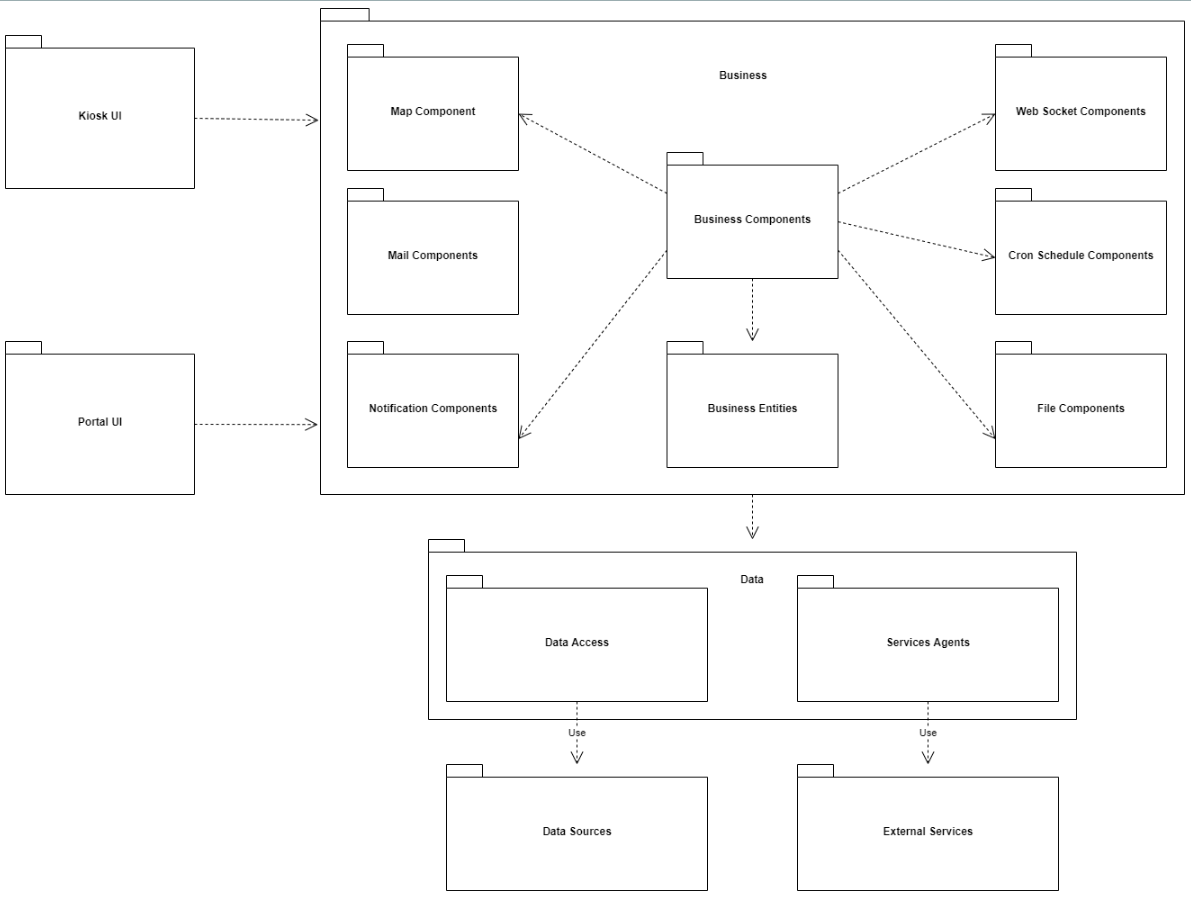 Business
Kiosk UI
Map Component
Web Socket Components
Business Components
Mail Components
Cron Schedule Components
Portal UI
Notification Components
Business Entities
File Components
Data
Data Access
Services Agents
Use
Use
Data Sources
External Services